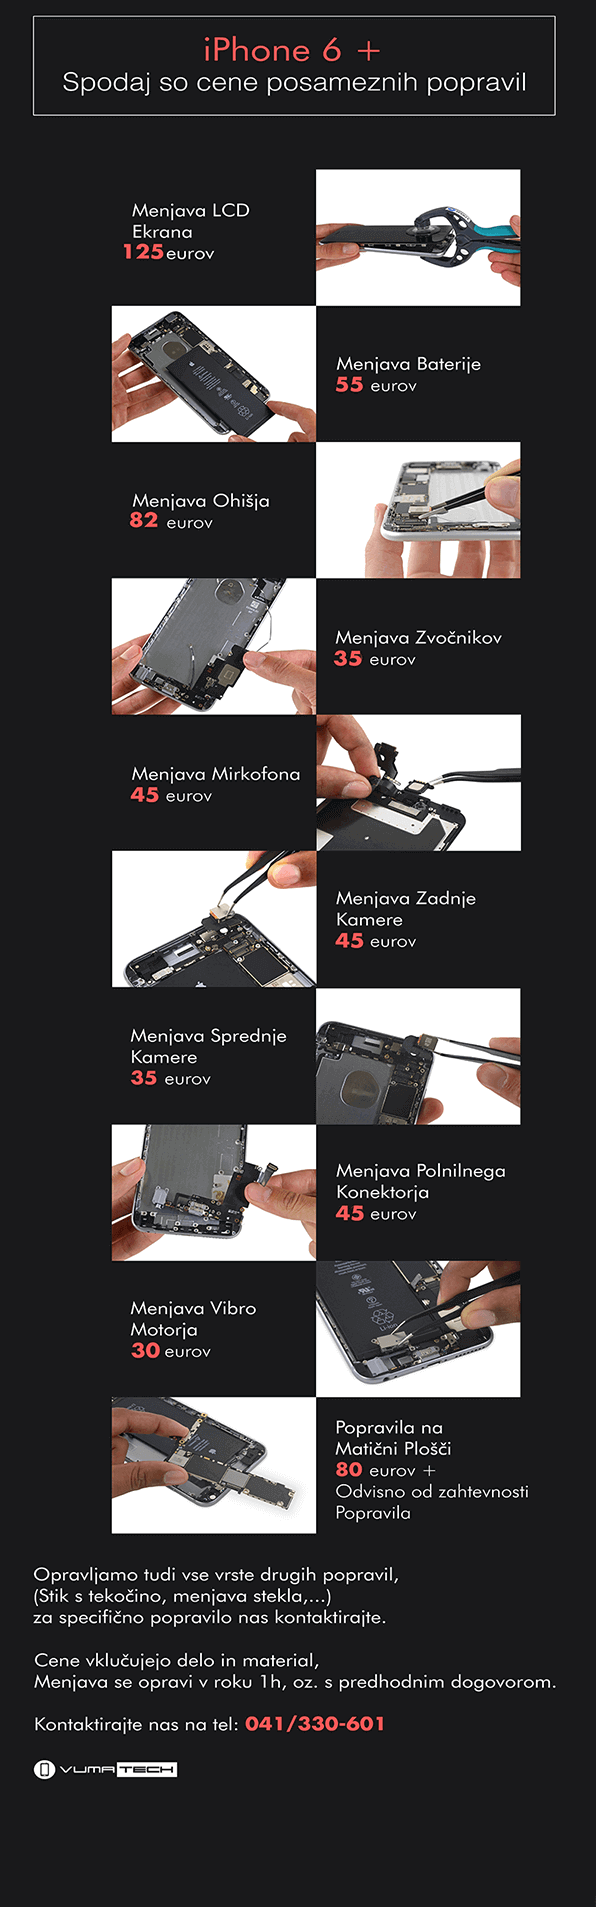 iPhone 6 +
Spodaj so cene posameznih popravil
Menjava LCD
Ekrana
125 eurov
Menjava Baterije
55 eurov
Menjava Ohišja
82 eurov
Menjava Zvočnikov
35 eurov
Menjava Mirkofona
45 eurov
Menjava Zadnje
Kamere
45 eurov
Menjava Sprednje
Kamere
35 eurov
Menjava Polnilnega
Konektorja
45 eurov
Menjava Vibro
Motorja
30 eurov
Popravila na
Matični Plošči
80 eurov +
Odvisno od zahtevnosti
Popravila
Opravljamo tudi vse vrste drugih popravil,
(Stik s tekočino, menjava stekla,...)
za specifično popravilo nas kontaktirajte.
Cene vključujejo delo in material,
Menjava se opravi v roku 1h, oz. s predhodnim dogovorom.
Kontaktirajte nas na tel: 041/330-601
VUMATECH